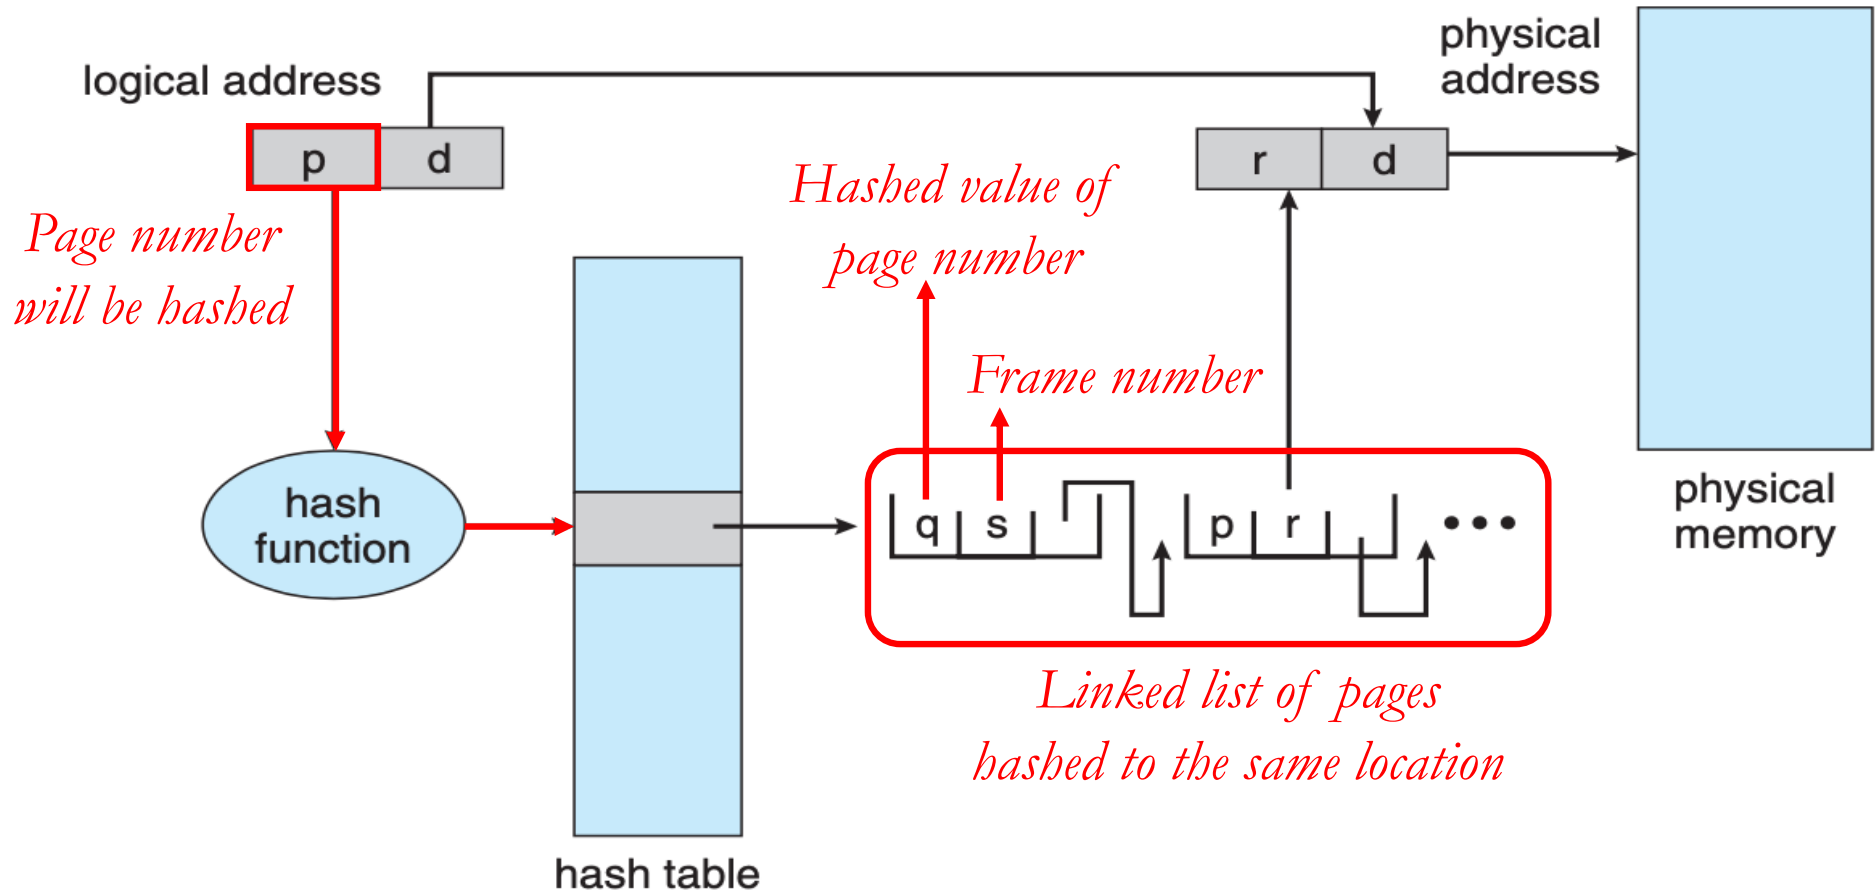 logical address
p d
Page number
will be hashed
hash
function
hash table
Hashed value of
page number
Frame number
q s
p r
•••
Linked list of pages
hashed to the same location
r d
physical
address
physical
memory